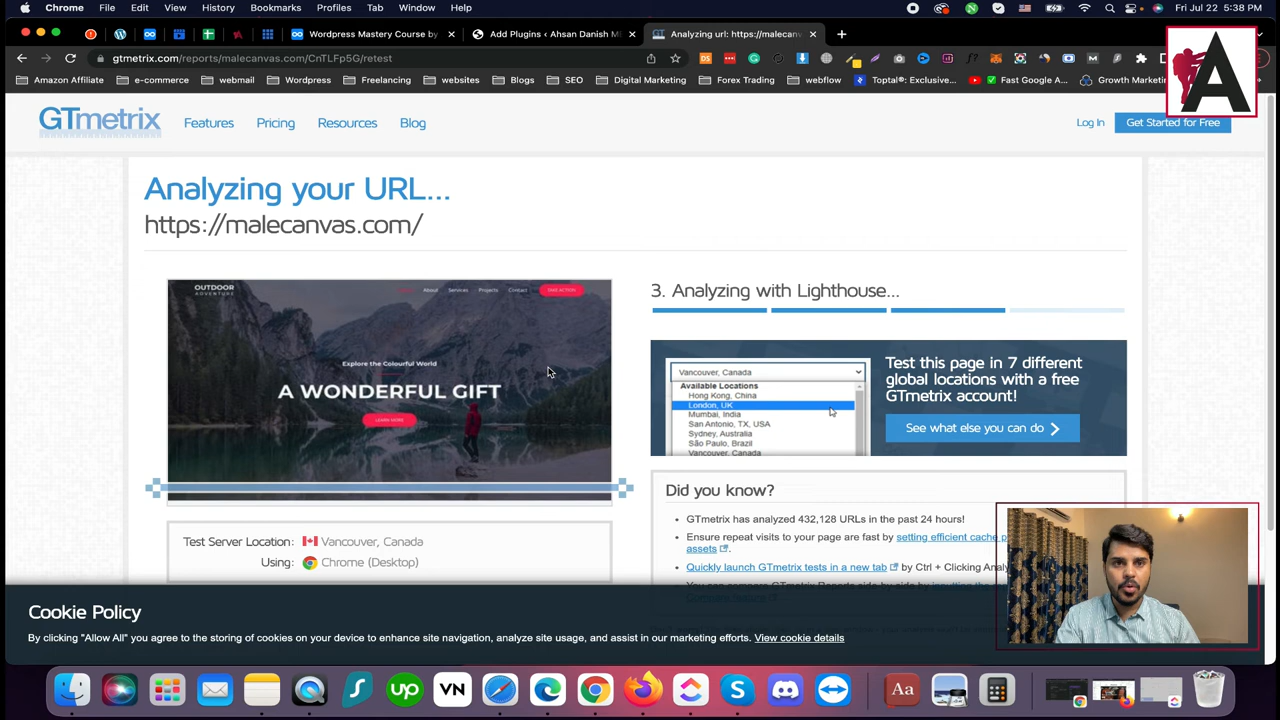 Chrome File Edit View History Bookmarks Profiles Tab Window Help
Fri Jul 22 5:38 PM
Wordpress Mastery Course by
Add Plugins ‹ Ahsan Danish M
Analyzing url: https://malecanv
gtmetrix.com/reports/malecanvas.com/CnTLFp5G/retest
Amazon Affiliate e-commerce webmail Wordpress Freelancing websites Blogs SEO Digital Marketing Forex Trading webflow Toptal®: Exclusive... Fast Google A... Growth Marketing
A
GTmetrix
Features Pricing Resources Blog
Log In
Get Started for Free
Analyzing your URL...
https://malecanvas.com/
OUTDOOR
ADVENTURE
About Services Projects Contact
Explore the Colourful World
A WONDERFUL GIFT
LEARN MORE
3. Analyzing with Lighthouse...
Vancouver, Canada
Available Locations
Hong Kong, China
London, UK
Mumbai, India
San Antonio, TX, USA
Sydney, Australia
São Paulo, Brazil
Vancouver, Canada
Test this page in 7 different
global locations with a free
GTmetrix account!
See what else you can do
Did you know?
GTmetrix has analyzed 432,128 URLs in the past 24 hours!
Ensure repeat visits to your page are fast by setting efficient cache p
assets.
Quickly launch GTmetrix tests in a new tab by Ctrl + Clicking Analy
Test Server Location: Vancouver, Canada
Using: Chrome (Desktop)
Cookie Policy
By clicking "Allow All" you agree to the storing of cookies on your device to enhance site navigation, analyze site usage, and assist in our marketing efforts. View cookie details
up VN Aa